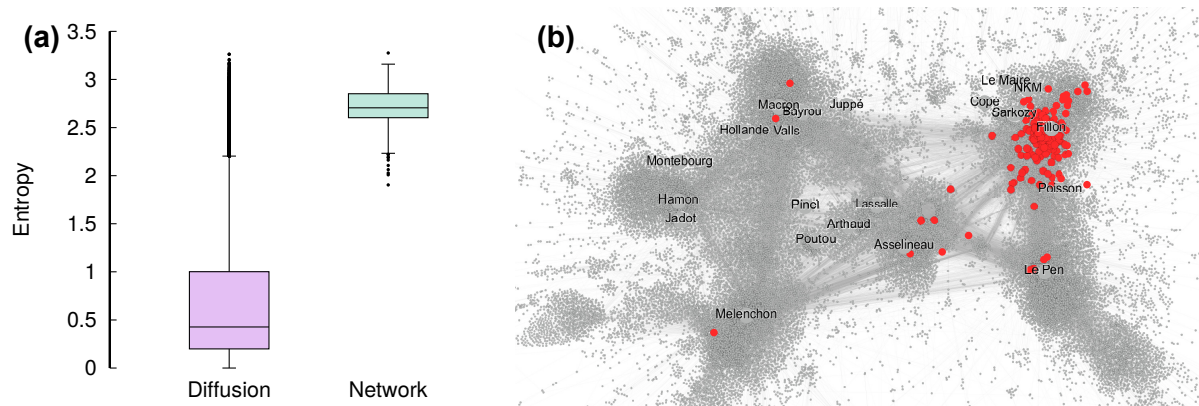 (a)
3.5
3
2.5
2
1.5
1
0.5
0
Entropy
Diffusion
Network
(b)
Le Maire
NKM
Cope
Sarkozy
Fillon
Macron
Bayrou
Juppé
Hollande
Valls
Montebourg
Hamon
Jadot
Pinel
Lassalle
Arthaud
Poutou
Asselineau
Poisson
Le Pen
Melenchon